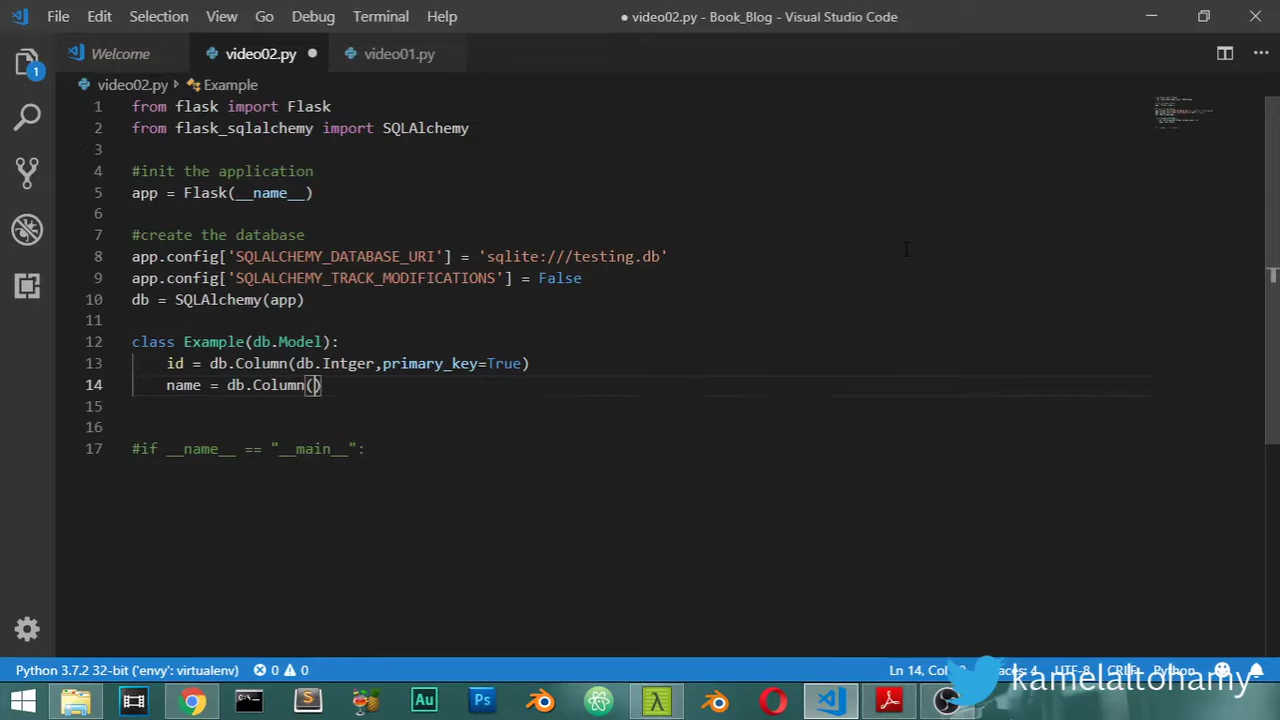 File Edit Selection View Go Debug Terminal Help
● video02.py - Book_Blog - Visual Studio Code
Welcome video02.py video01.py
video02.py Example
1 from flask import Flask
2 from flask_sqlalchemy import SQLAlchemy
3
4 #init the application
5 app = Flask(__name__)
6
7 #create the database
8 app.config['SQLALCHEMY_DATABASE_URI'] = 'sqlite:///testing.db'
9 app.config['SQLALCHEMY_TRACK_MODIFICATIONS'] = False
10 db = SQLAlchemy(app)
11
12 class Example(db.Model):
13 id = db.Column(db.Intger,primary_key=True)
14 name = db.Column()
15
16
17 #if __name__ == "__main__":
1
Python 3.7.2 32-bit ('envy': virtualenv) 0 0 Ln 14, UTF-8 Python
kamelaltohamy
Au Ps